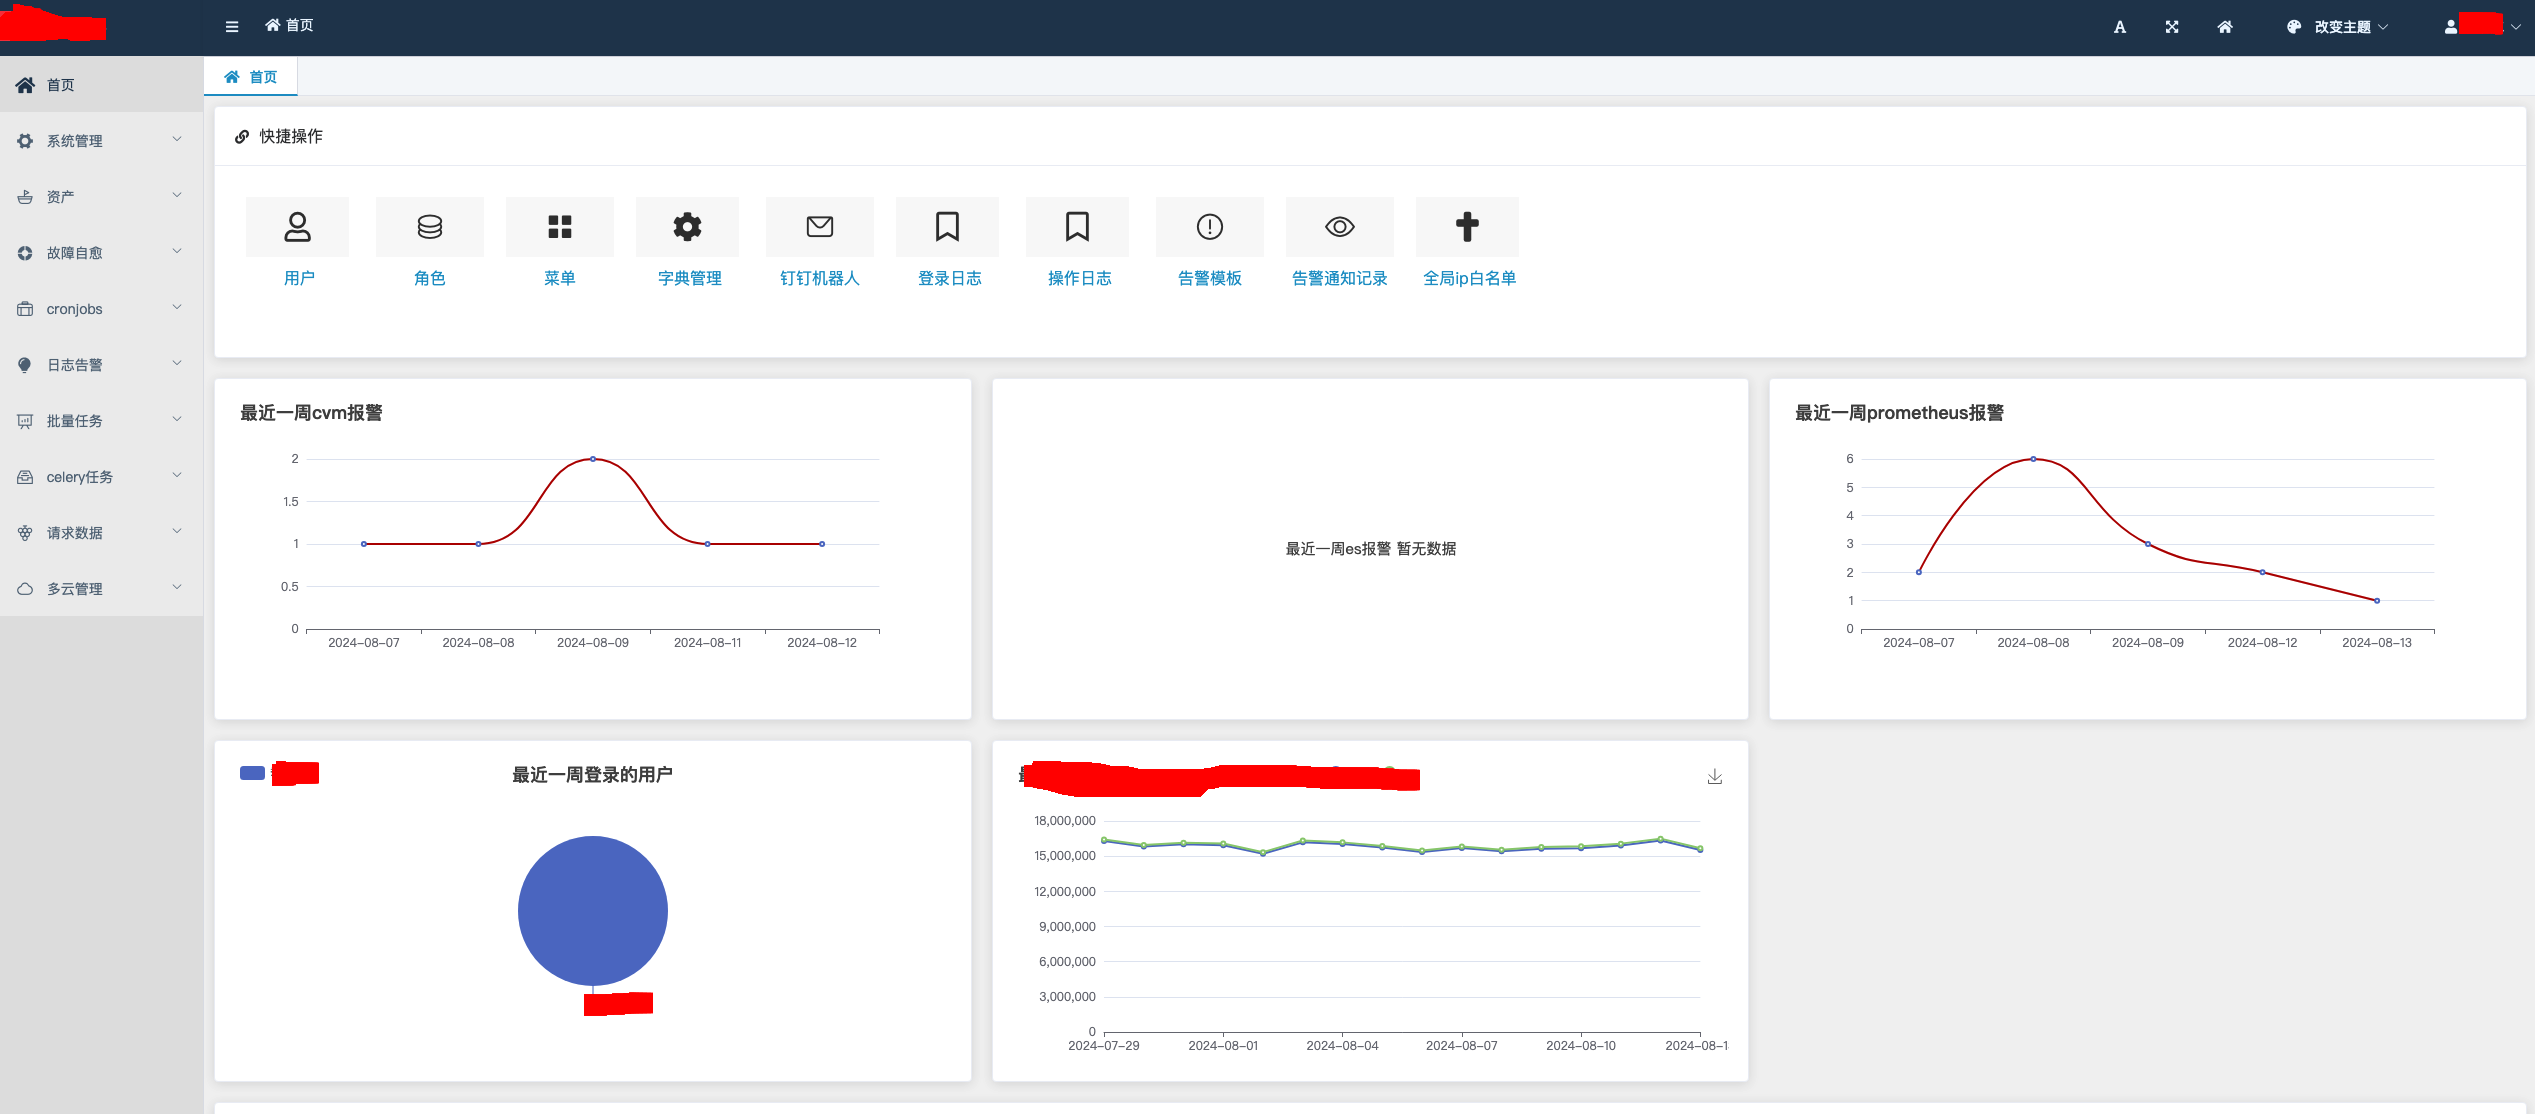 首页
改变主题
首页
首页
系统管理
资产
故障自愈
cronjobs
日志告警
批量任务
celery任务
请求数据
多云管理
快捷操作
用户
角色
菜单
字典管理
钉钉机器人
登录日志
操作日志
告警模板
告警通知记录
全局ip白名单
最近一周cvm报警
2
1.5
1
0.5
0
2024-08-07
2024-08-08
2024-08-09
2024-08-11
2024-08-12
最近一周es报警 暂无数据
最近一周prometheus报警
6
5
4
3
2
1
0
2024-08-07
2024-08-08
2024-08-09
2024-08-12
2024-08-13
最近一周登录的用户
18,000,000
15,000,000
12,000,000
9,000,000
6,000,000
3,000,000
0
2024-07-29
2024-08-01
2024-08-04
2024-08-07
2024-08-10
2024-08-1